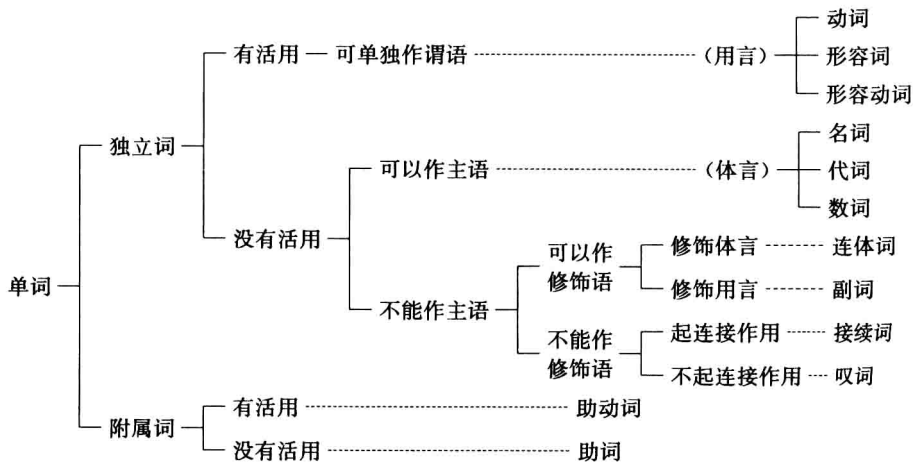 动词
有活用 可单独作谓语 （用言） 形容词
形容动词
独立词
名词
可以作主语 （体言） 代词
数词
没有活用
可以作
修饰语
修饰体言 连体词
修饰用言 副词
单词
不能作主语
不能作
修饰语
起连接作用 接续词
不起连接作用 叹词
附属词
有活用 助动词
没有活用 助词